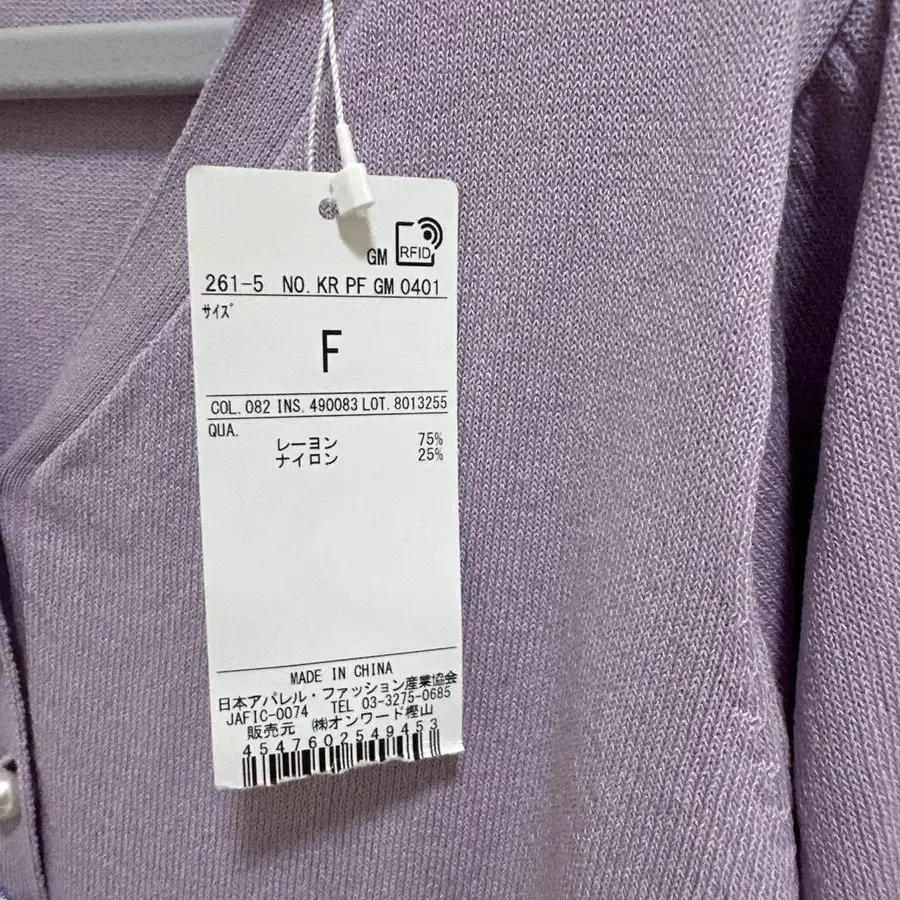 GM RFID
261-5 NO. KR PF GM 0401
サイズ
F
COL. 082 INS. 490083 LOT. 8013255
QUA.
レーヨン 75%
ナイロン 25%
MADE IN CHINA
日本アパレル・ファッション産業協会
JAFIC-0074 TEL 03-3275-0685
販売元 ㈱オンワード樫山
4547602549453